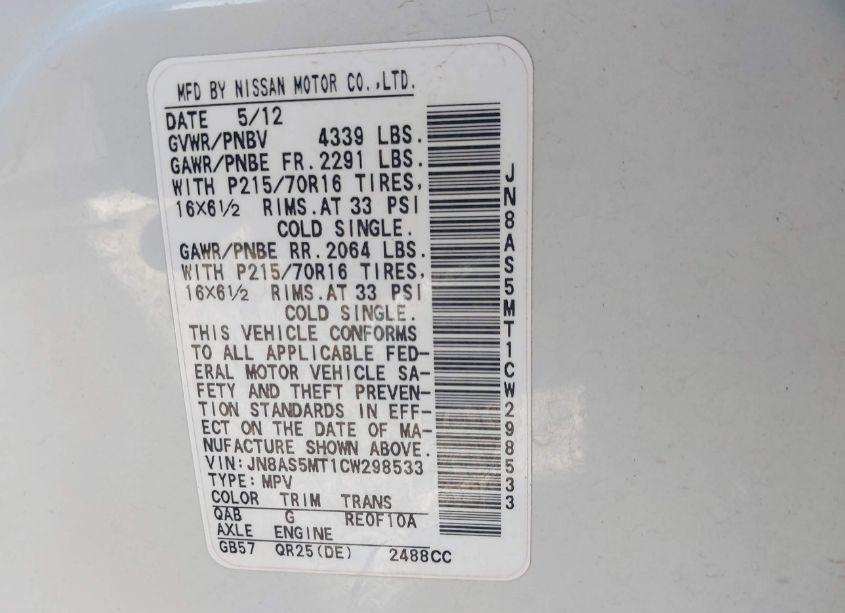 MFD BY NISSAN MOTOR CO.,LTD.
DATE 5/12
GVWR/PNBV 4339 LBS.
GAWR/PNBE FR.2291 LBS.
WITH P215/70R16 TIRES,
16X6½ RIMS.AT 33 PSI
COLD SINGLE.
GAWR/PNBE RR.2064 LBS.
WITH P215/70R16 TIRES,
16X6½ RIMS.AT 33 PSI
COLD SINGLE.
THIS VEHICLE CONFORMS
TO ALL APPLICABLE FED-
ERAL MOTOR VEHICLE SA-
FETY AND THEFT PREVEN-
TION STANDARDS IN EFF-
ECT ON THE DATE OF MA-
NUFACTURE SHOWN ABOVE.
VIN:JN8AS5MT1CW298533
TYPE:MPV
COLOR TRIM TRANS
QAB G RE0F10A
AXLE ENGINE
GB57 QR25(DE) 2488CC
JN8AS5MT1CW298533